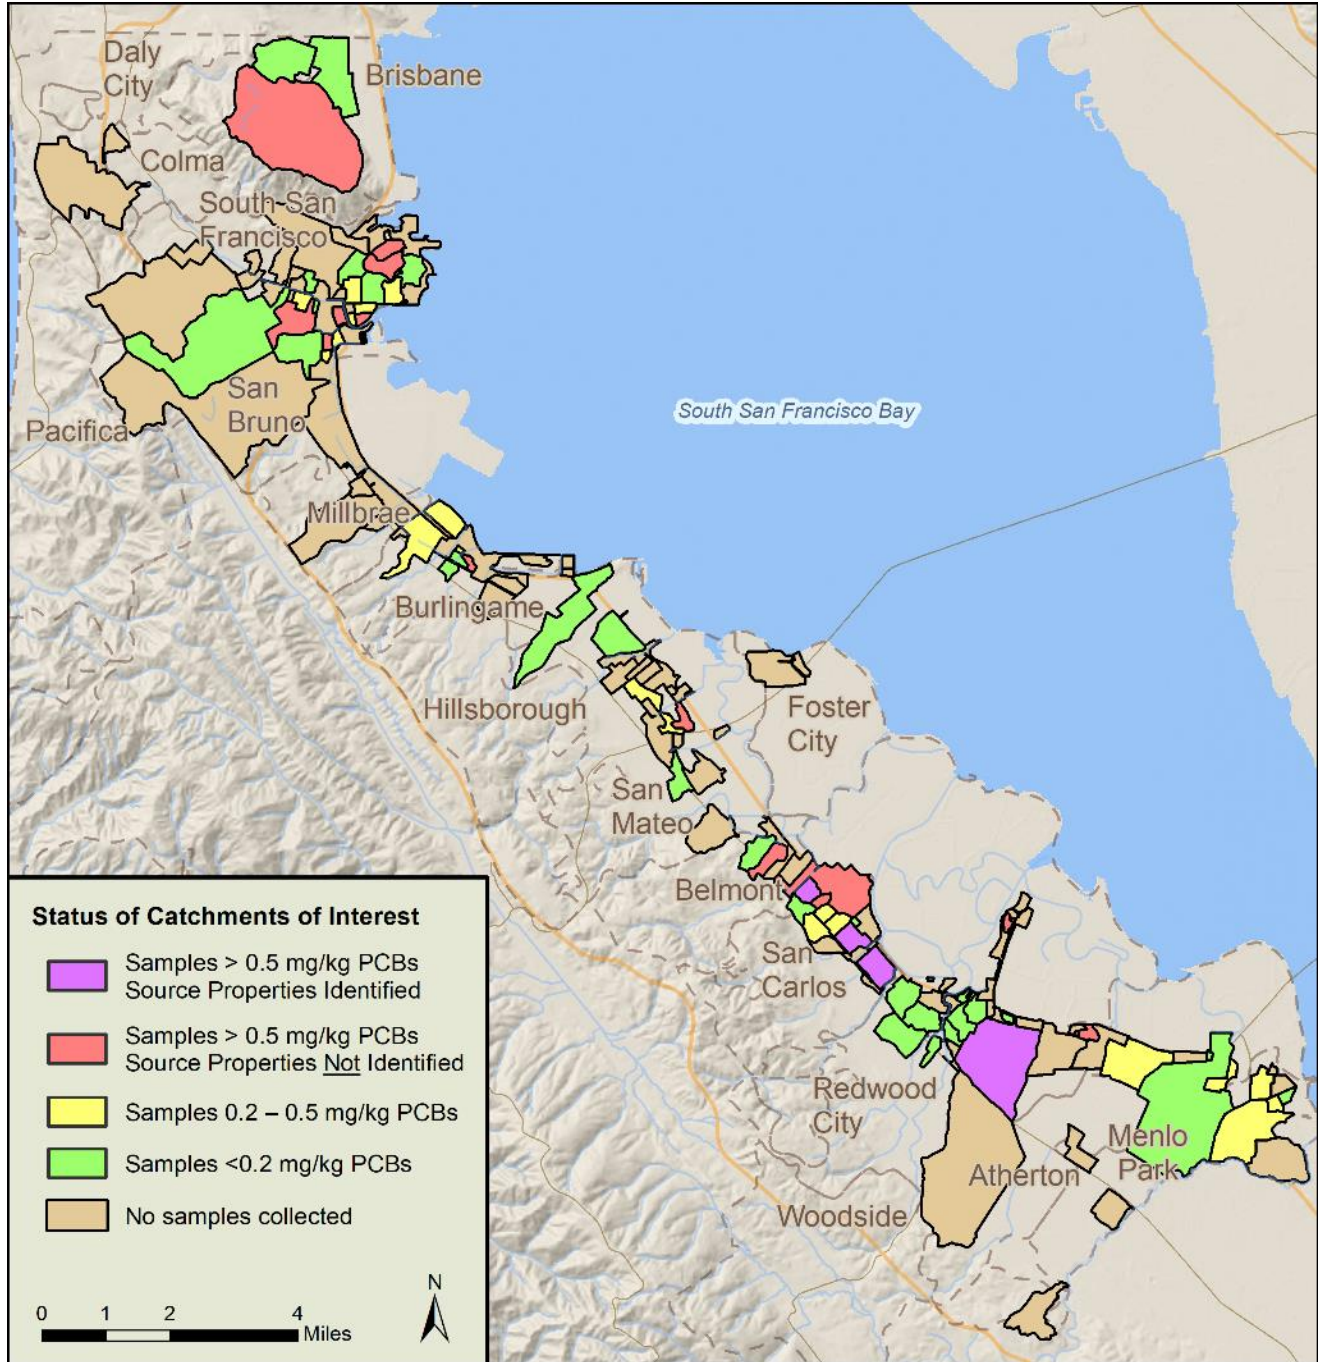 Daly
City
Brisbane
Colma
South San
Francisco
San
Bruno
Pacifica
Millbrae
South San Francisco Bay
Burlingame
Hillsborough
Foster
City
San
Mateo
Belmont
San
Carlos
Redwood
City
Menlo
Park
Atherton
Woodside
Status of Catchments of Interest
Samples > 0.5 mg/kg PCBs
Source Properties Identified
Samples > 0.5 mg/kg PCBs
Source Properties Not Identified
Samples 0.2 – 0.5 mg/kg PCBs
Samples <0.2 mg/kg PCBs
No samples collected
N
0 1 2 4
Miles